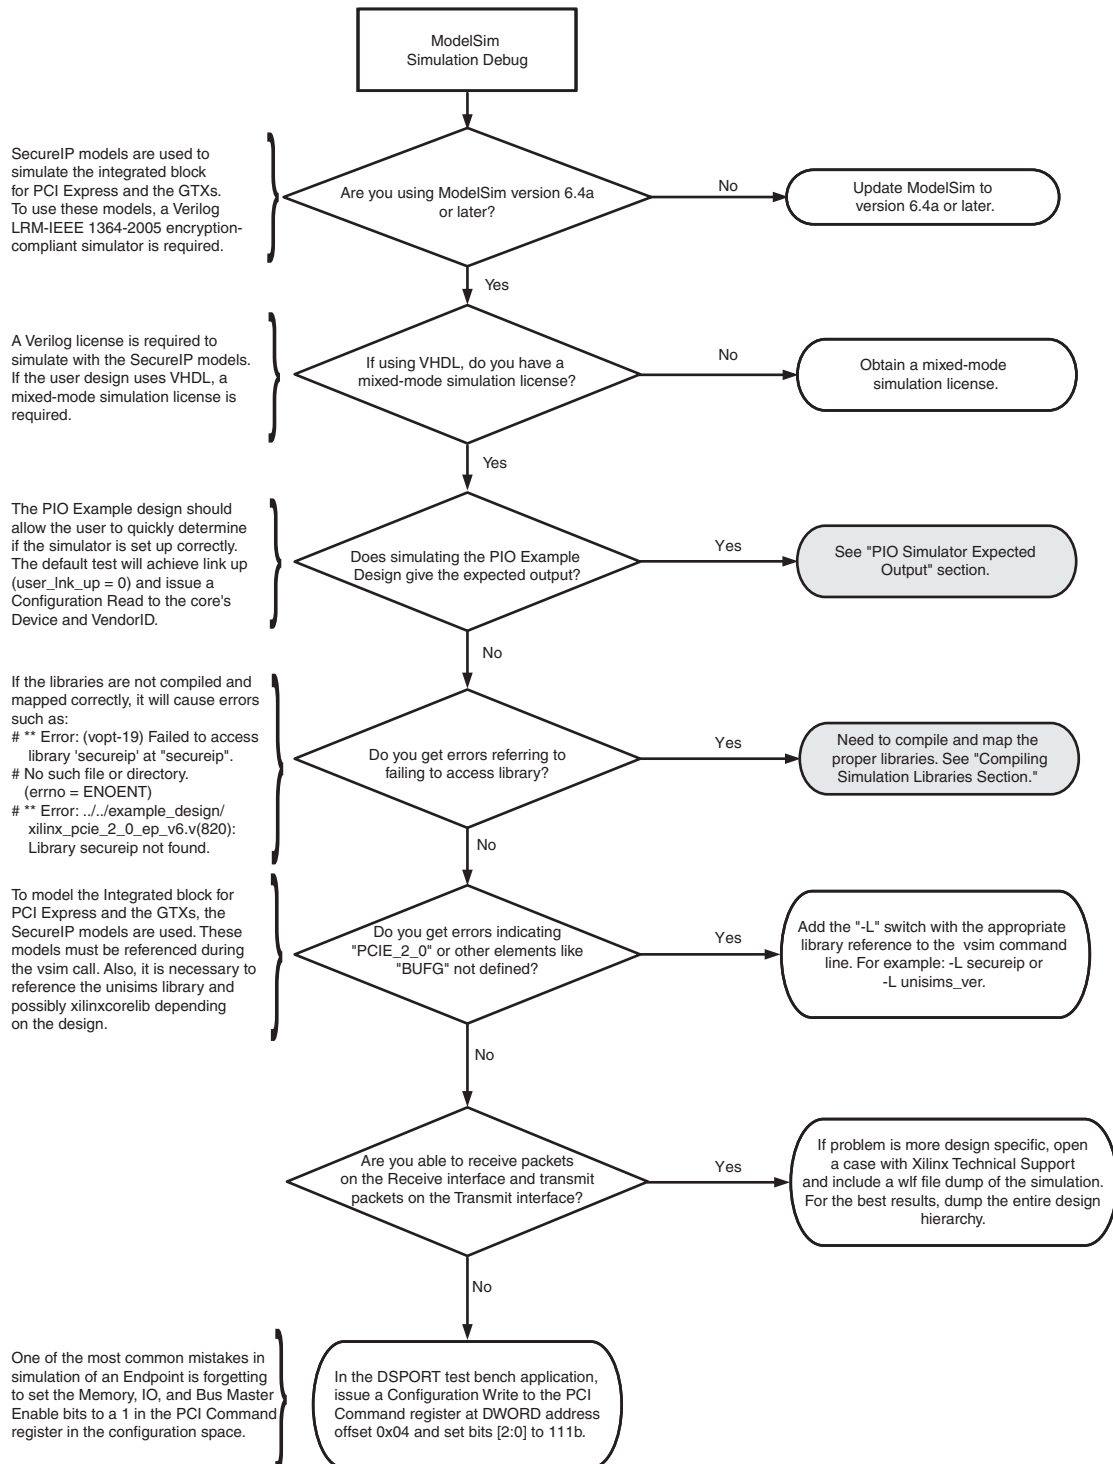 ModelSim
Simulation Debug
SecureIP models are used to
simulate the integrated block
for PCI Express and the GTXs.
To use these models, a Verilog
LRM-IEEE 1364-2005 encryption-
compliant simulator is required.
Are you using ModelSim version 6.4a
or later?
No
Update ModelSim to
version 6.4a or later.
Yes
A Verilog license is required to
simulate with the SecureIP models.
If the user design uses VHDL, a
mixed-mode simulation license is
required.
If using VHDL, do you have a
mixed-mode simulation license?
No
Obtain a mixed-mode
simulation license.
Yes
The PIO Example design should
allow the user to quickly determine
if the simulator is set up correctly.
The default test will achieve link up
(user_lnk_up = 0) and issue a
Configuration Read to the core's
Device and VendorID.
Does simulating the PIO Example
Design give the expected output?
Yes
See "PIO Simulator Expected
Output" section.
No
If the libraries are not compiled and
mapped correctly, it will cause errors
such as:
# ** Error: (vopt-19) Failed to access
library 'secureip' at "secureip".
# No such file or directory.
(errno = ENOENT)
# ** Error: ../../example_design/
xilinx_pcie_2_0_ep_v6.v(820):
Library secureip not found.
Do you get errors referring to
failing to access library?
Yes
Need to compile and map the
proper libraries. See "Compiling
Simulation Libraries Section."
No
To model the Integrated block for
PCI Express and the GTXs, the
SecureIP models are used. These
models must be referenced during
the vsim call. Also, it is necessary to
reference the unisims library and
possibly xilinxcorelib depending
on the design.
Do you get errors indicating
"PCIE_2_0" or other elements like
"BUFG" not defined?
Yes
Add the "-L" switch with the appropriate
library reference to the vsim command
line. For example: -L secureip or
-L unisims_ver.
No
Are you able to receive packets
on the Receive interface and transmit
packets on the Transmit interface?
Yes
If problem is more design specific, open
a case with Xilinx Technical Support
and include a wlf file dump of the simulation.
For the best results, dump the entire design
hierarchy.
No
One of the most common mistakes in
simulation of an Endpoint is forgetting
to set the Memory, IO, and Bus Master
Enable bits to a 1 in the PCI Command
register in the configuration space.
In the DSPORT test bench application,
issue a Configuration Write to the PCI
Command register at DWORD address
offset 0x04 and set bits [2:0] to 111b.